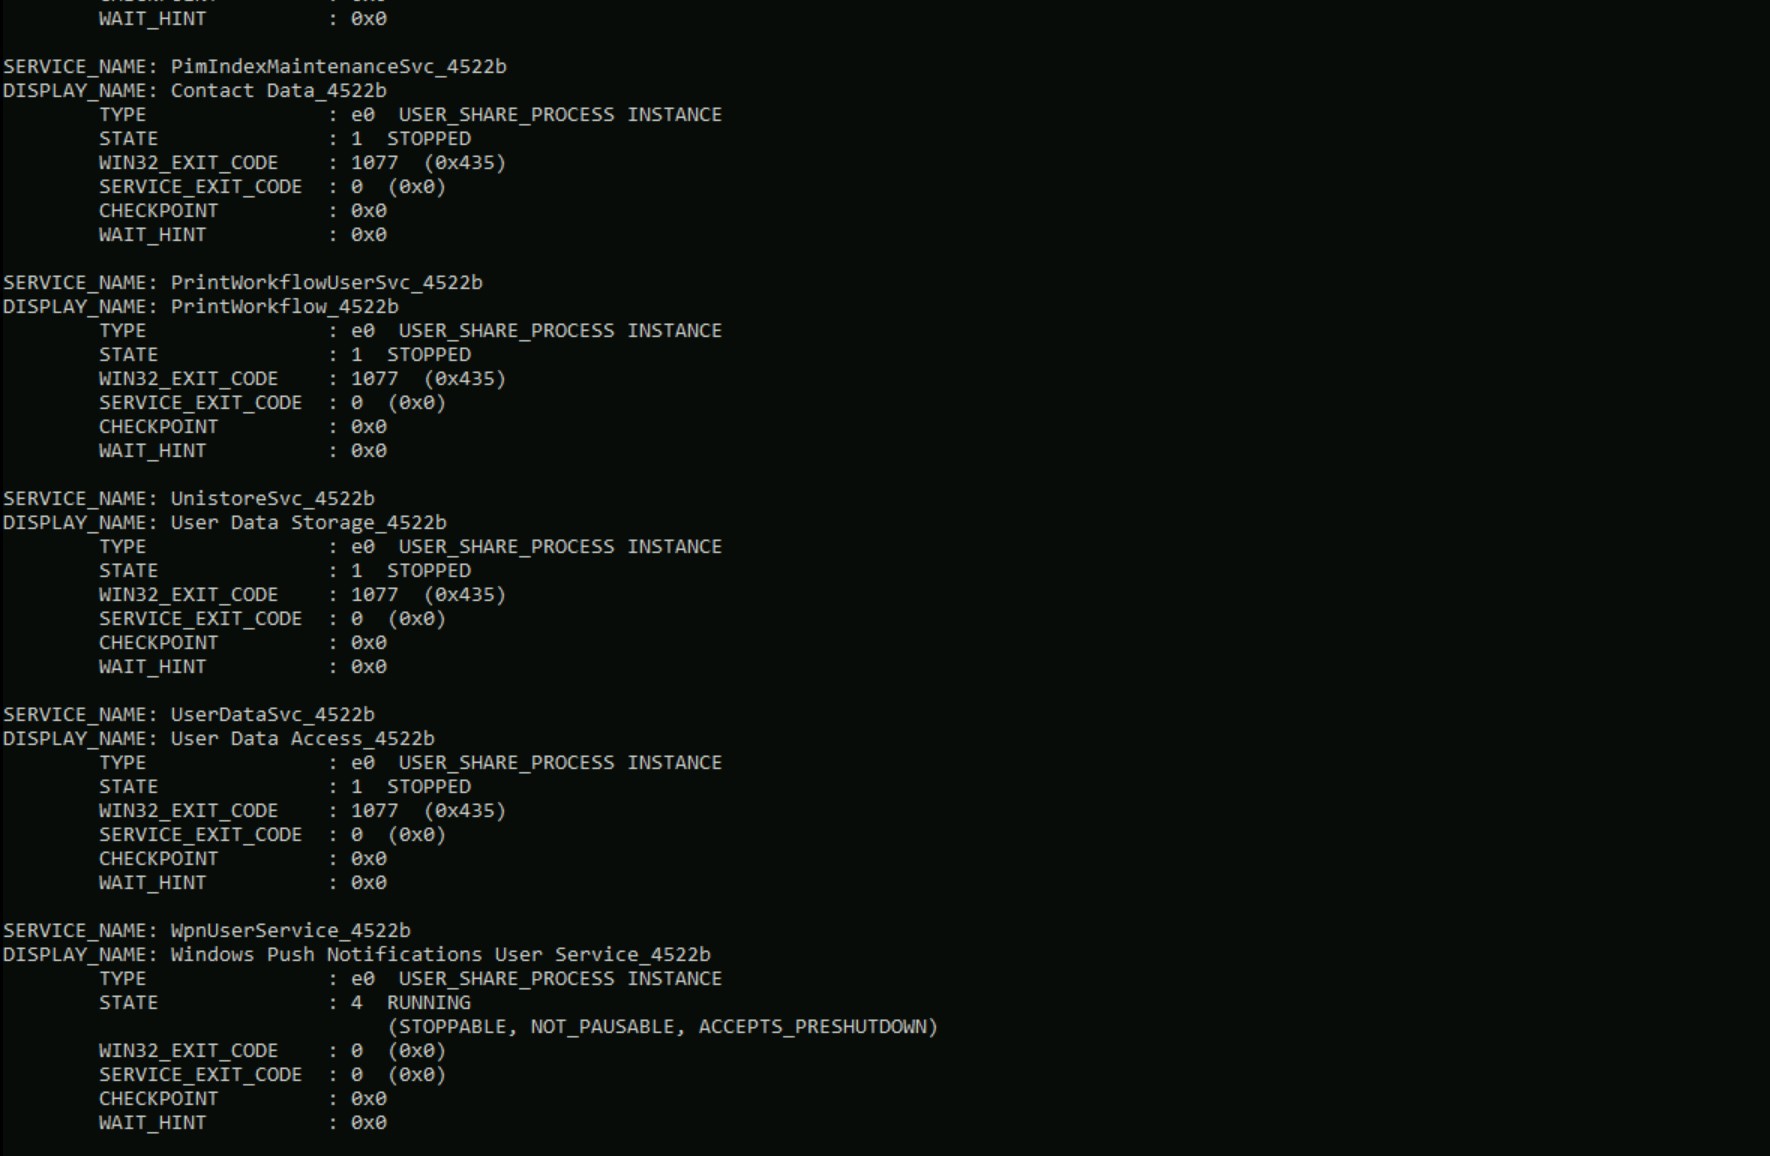 WAIT_HINT : 0x0
SERVICE_NAME: PimIndexMaintenanceSvc_4522b
DISPLAY_NAME: Contact Data_4522b
TYPE : e0 USER_SHARE_PROCESS INSTANCE
STATE : 1 STOPPED
WIN32_EXIT_CODE : 1077 (0x435)
SERVICE_EXIT_CODE : 0 (0x0)
CHECKPOINT : 0x0
WAIT_HINT : 0x0
SERVICE_NAME: PrintWorkflowUserSvc_4522b
DISPLAY_NAME: PrintWorkflow_4522b
TYPE : e0 USER_SHARE_PROCESS INSTANCE
STATE : 1 STOPPED
WIN32_EXIT_CODE : 1077 (0x435)
SERVICE_EXIT_CODE : 0 (0x0)
CHECKPOINT : 0x0
WAIT_HINT : 0x0
SERVICE_NAME: UnistoreSvc_4522b
DISPLAY_NAME: User Data Storage_4522b
TYPE : e0 USER_SHARE_PROCESS INSTANCE
STATE : 1 STOPPED
WIN32_EXIT_CODE : 1077 (0x435)
SERVICE_EXIT_CODE : 0 (0x0)
CHECKPOINT : 0x0
WAIT_HINT : 0x0
SERVICE_NAME: UserDataSvc_4522b
DISPLAY_NAME: User Data Access_4522b
TYPE : e0 USER_SHARE_PROCESS INSTANCE
STATE : 1 STOPPED
WIN32_EXIT_CODE : 1077 (0x435)
SERVICE_EXIT_CODE : 0 (0x0)
CHECKPOINT : 0x0
WAIT_HINT : 0x0
SERVICE_NAME: WpnUserService_4522b
DISPLAY_NAME: Windows Push Notifications User Service_4522b
TYPE : e0 USER_SHARE_PROCESS INSTANCE
STATE : 4 RUNNING
(STOPPABLE, NOT_PAUSABLE, ACCEPTS_PRESHUTDOWN)
WIN32_EXIT_CODE : 0 (0x0)
SERVICE_EXIT_CODE : 0 (0x0)
CHECKPOINT : 0x0
WAIT_HINT : 0x0